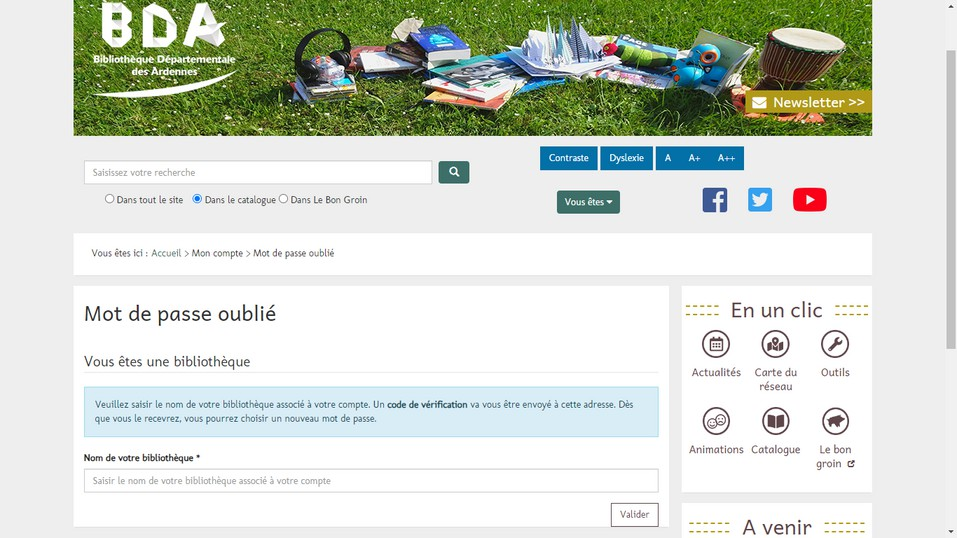 BDA
Bibliothèque Départementale
des Ardennes
Newsletter >>
Saisissez votre recherche
Dans tout le site Dans le catalogue Dans Le Bon Groin
Contraste Dyslexie A A+ A++
Vous êtes
Vous êtes ici : Accueil > Mon compte > Mot de passe oublié
Mot de passe oublié
Vous êtes une bibliothèque
Veuillez saisir le nom de votre bibliothèque associé à votre compte. Un code de vérification va vous être envoyé à cette adresse. Dès
que vous le recevrez, vous pourrez choisir un nouveau mot de passe.
Nom de votre bibliothèque *
Saisir le nom de votre bibliothèque associé à votre compte
Valider
En un clic
Actualités Carte du Outils
réseau
Animations Catalogue Le bon
groin
A venir